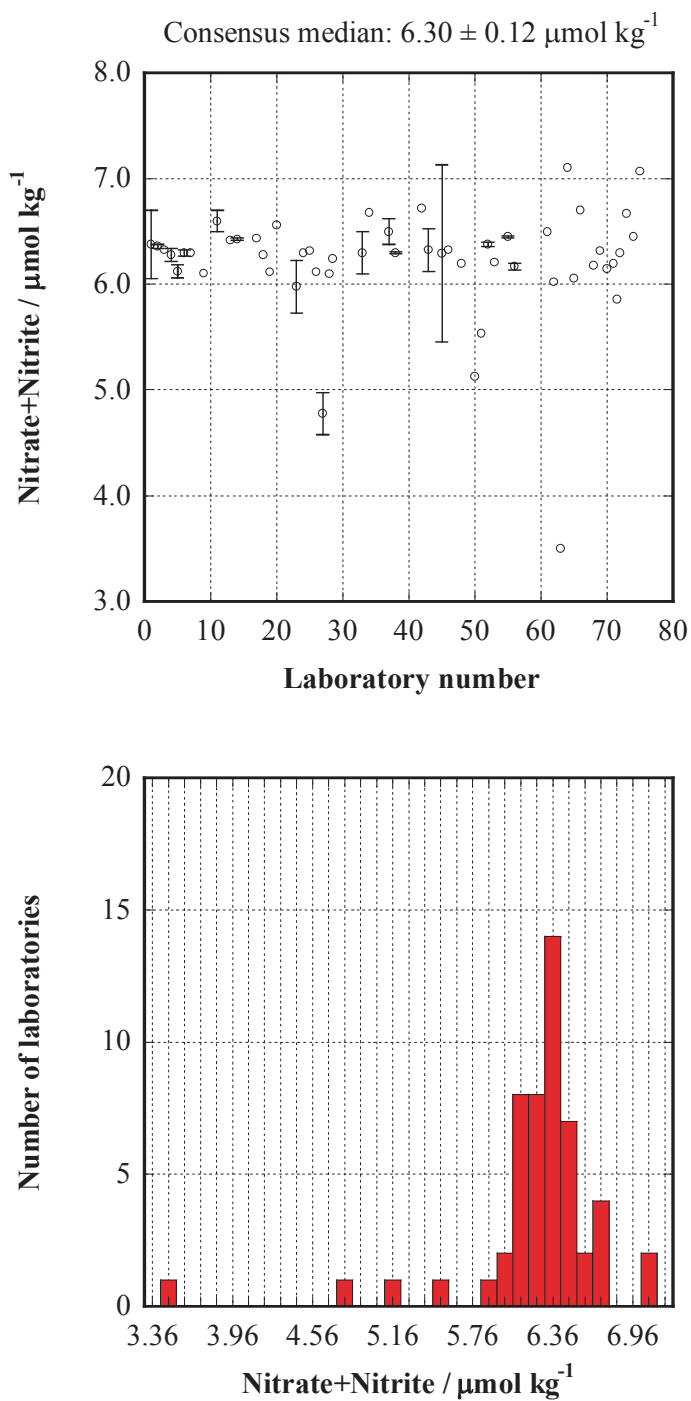 Consensus median: 6.30 ± 0.12 μmol kg⁻¹
8.0
7.0
6.0
5.0
4.0
3.0
Nitrate+Nitrite / μmol kg⁻¹
0 10 20 30 40 50 60 70 80
Laboratory number
20
15
10
5
0
Number of laboratories
3.36 3.96 4.56 5.16 5.76 6.36 6.96
Nitrate+Nitrite / μmol kg⁻¹